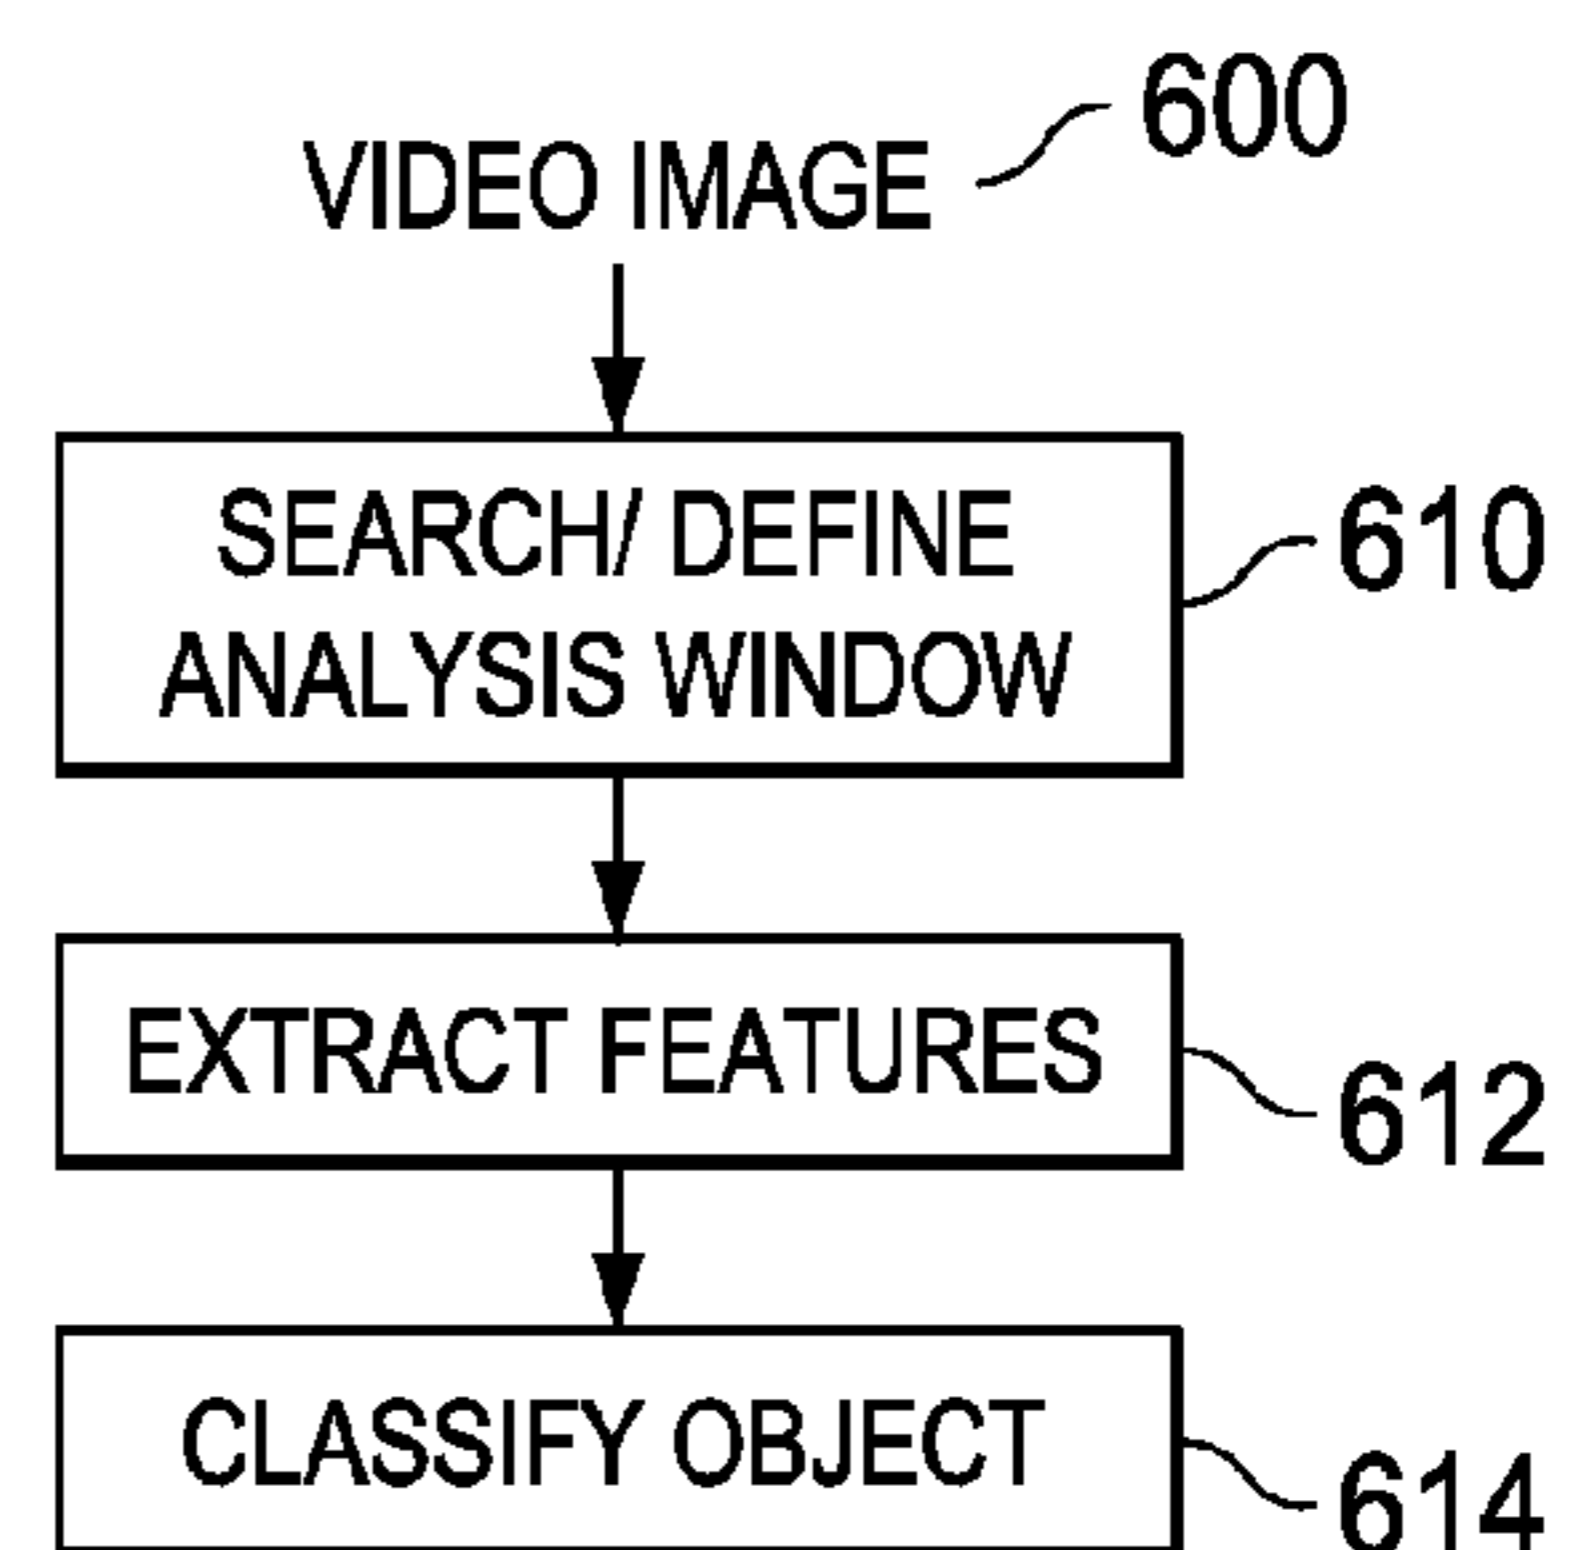 VIDEO IMAGE
600
SEARCH/ DEFINE
ANALYSIS WINDOW
610
EXTRACT FEATURES
612
CLASSIFY OBJECT
614